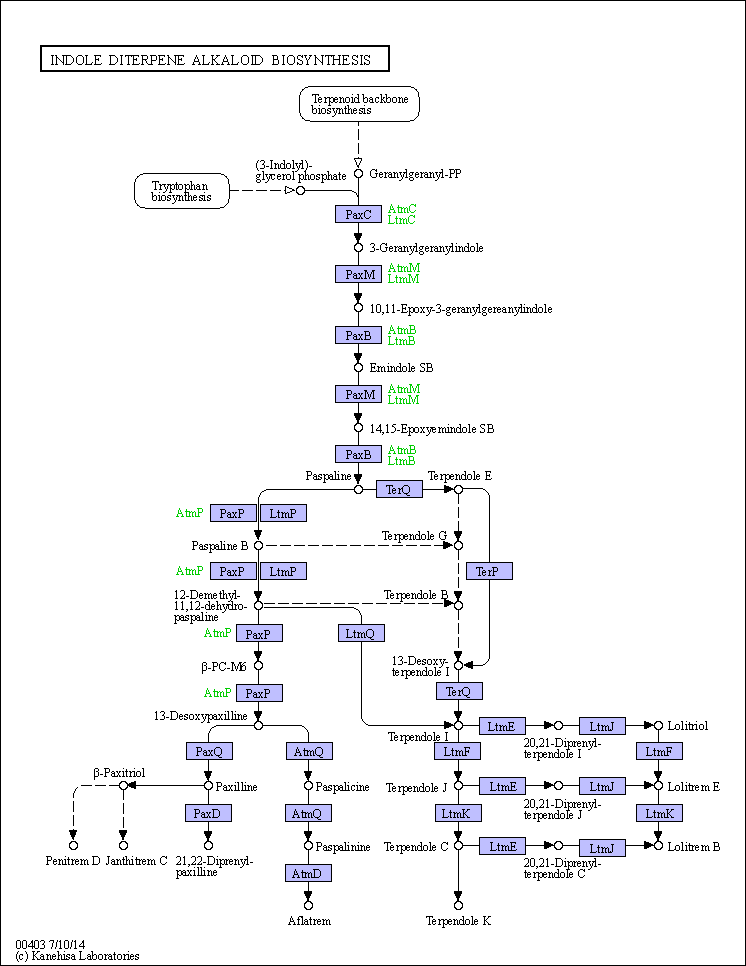 INDOLE DITERPENE ALKALOID BIOSYNTHESIS
Terpenoid backbone
biosynthesis
(3-Indolyl)-
glycerol phosphate
Geranylgeranyl-PP
Tryptophan
biosynthesis
PaxC
AtmC
LtmC
3-Geranylgeranylindole
PaxM
AtmM
LtmM
10,11-Epoxy-3-geranylgereanylindole
PaxB
AtmB
LtmB
Emindole SB
PaxM
AtmM
LtmM
14,15-Epoxyemindole SB
PaxB
AtmB
LtmB
Paspaline
TerQ
Terpendole E
AtmP
PaxP
LtmP
Paspaline B
Terpendole G
AtmP
PaxP
LtmP
TerP
12-Demethyl-
11,12-dehydro-
paspaline
Terpendole B
AtmP
PaxP
LtmQ
β-PC-M6
13-Desoxy-
terpendole I
AtmP
PaxP
TerQ
13-Desoxypaxilline
Terpendole I
LtmE
20,21-Diprenyl-
terpendole I
LtmJ
Lolitriol
PaxQ
AtmQ
LtmF
LtmF
β-Paxitriol
Paxilline
Paspalicine
Terpendole J
LtmE
20,21-Diprenyl-
terpendole J
LtmJ
Lolitrem E
PaxD
AtmQ
LtmK
LtmK
Penitrem D
Janthitrem C
21,22-Diprenyl-
paxilline
Paspalinine
Terpendole C
LtmE
20,21-Diprenyl-
terpendole C
LtmJ
Lolitrem B
AtmD
Aflatrem
Terpendole K
00403 7/10/14
(c) Kanehisa Laboratories